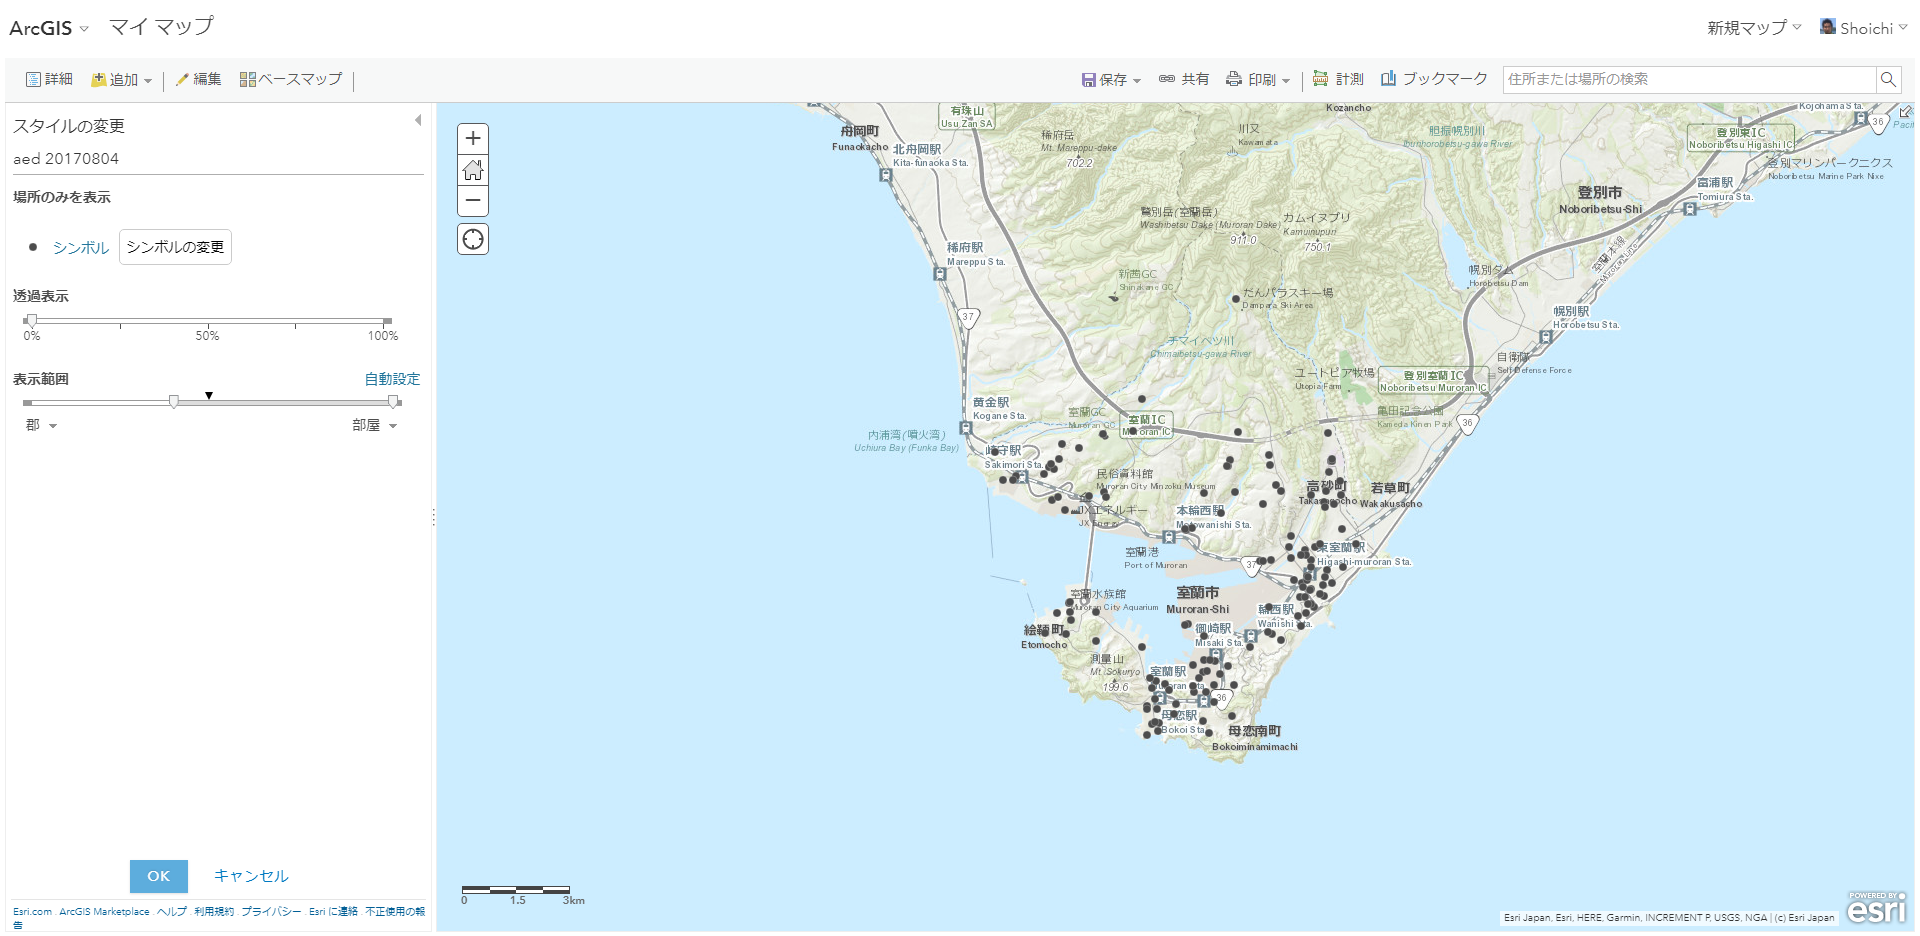 ArcGIS マイ マップ 新規マップ Shoichi
詳細 追加 編集 ベースマップ 保存 共有 印刷 計測 ブックマーク 住所または場所の検索
スタイルの変更
aed 20170804
場所のみを表示
シンボル シンボルの変更
透過表示
0% 50% 100%
表示範囲 自動設定
郡 部屋
OK キャンセル
Esri.com . ArcGIS Marketplace . ヘルプ . 利用規約 . プライバシー . Esri に連絡 . 不正使用の報
告
Kozancho
Kojohama Sta.
36
有珠山
Usu Zan SA
舟岡町
Funaokacho
北舟岡駅
Kita-funaoka Sta.
稀府岳
Mt. Mareppu-dake
702.2
川又
Kawamata
胆振幌別川
Iburihorobetsu-gawa River
登別東IC
Noboribetsu Higashi IC
登別マリンパークニクス
Noboribetsu Marine Park Nixe
富浦駅
Tomiura Sta.
登別市
Noboribetsu-Shi
鷲別岳(室蘭岳)
Washibetsu Dake (Muroran Dake)
911.0
カムイヌプリ
Kamuinupuri
750.1
稀府駅
Mareppu Sta.
室蘭本線
Muroran Line
新茜GC
Shinakane GC
幌別ダム
Horobetsu Dam
だんパラスキー場
Danpara Ski Area
37
幌別駅
Horobetsu Sta.
チマイベツ川
Chimaibetsu-gawa River
自衛隊
Self-Defense Force
ユートピア牧場
Utopia Farm
登別室蘭IC
Noboribetsu Muroran IC
黄金駅
Kogane Sta.
室蘭GC
Muroran GC
室蘭IC
Muroran IC
亀田記念公園
Kameda Kinen Park
36
内浦湾(噴火湾)
Uchiura Bay (Funka Bay)
崎守駅
Sakimori Sta.
民俗資料館
Muroran City Minzoku Museum
高砂町
Takasagocho
若草町
Wakakusacho
JXエネルギー
JX Energy
本輪西駅
Motowanishi Sta.
室蘭港
Port of Muroran
37
東室蘭駅
Higashi-muroran Sta.
室蘭水族館
Muroran City Aquarium
室蘭市
Muroran-Shi
輪西駅
Wanishi Sta.
絵鞆町
Etomocho
御崎駅
Misaki Sta.
測量山
Mt. Sokuryo
199.6
室蘭駅
Muroran Sta.
36
母恋駅
Bokoi Sta.
母恋南町
Bokoiminamimachi
0 1.5 3km
Esri Japan, Esri, HERE, Garmin, INCREMENT P, USGS, NGA | (c) Esri Japan
POWERED BY
esri